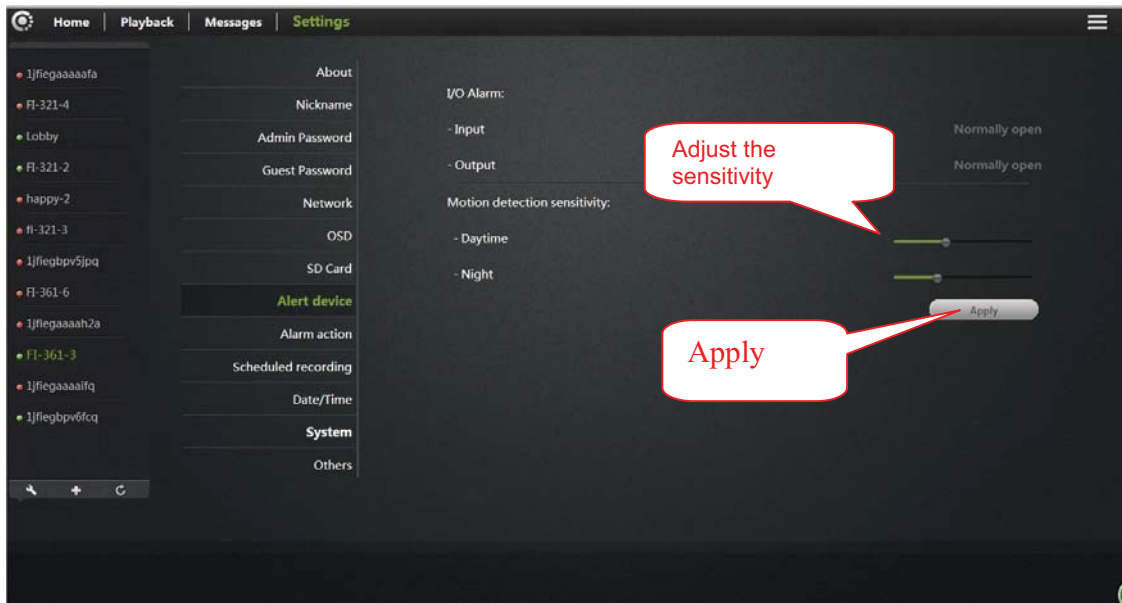 Home | Playback | Messages | Settings
1jfiegaaaaafa
FI-321-4
Lobby
FI-321-2
happy-2
fi-321-3
1jfiegbpv5jpq
FI-361-6
1jfiegaaaah2a
FI-361-3
1jfiegaaaaifq
1jfiegbpv6fcq
About
Nickname
Admin Password
Guest Password
Network
OSD
SD Card
Alert device
Alarm action
Scheduled recording
Date/Time
System
Others
I/O Alarm:
- Input
Normally open
- Output
Normally open
Motion detection sensitivity:
- Daytime
- Night
Apply
Adjust the
sensitivity
Apply